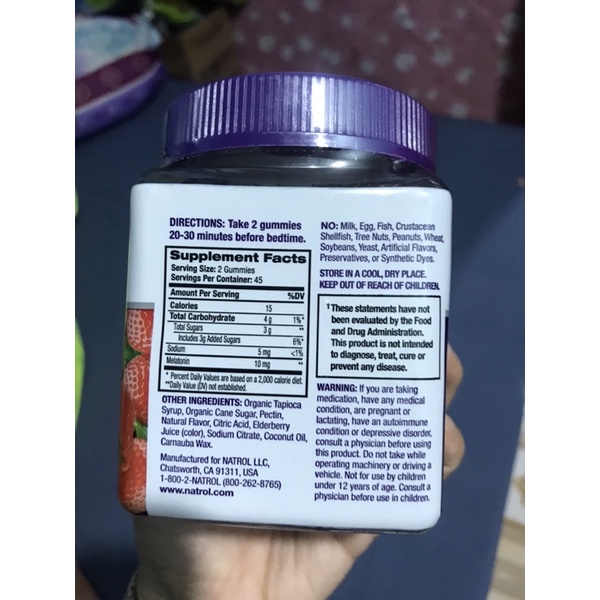 DIRECTIONS: Take 2 gummies
20-30 minutes before bedtime.
Supplement Facts
Serving Size: 2 Gummies
Servings Per Container: 45
Amount Per Serving %DV
Calories 15
Total Carbohydrate 4 g 1%*
Total Sugars 3 g **
Includes 3g Added Sugars 6%*
Sodium 5 mg <1%
Melatonin 10 mg **
* Percent Daily Values are based on a 2,000 calorie diet.
**Daily Value (DV) not established.
OTHER INGREDIENTS: Organic Tapioca
Syrup, Organic Cane Sugar, Pectin,
Natural Flavor, Citric Acid, Elderberry
Juice (color), Sodium Citrate, Coconut Oil,
Carnauba Wax.
Manufactured for NATROL LLC,
Chatsworth, CA 91311, USA
1-800-2-NATROL (800-262-8765)
www.natrol.com
NO: Milk, Egg, Fish, Crustacean
Shellfish, Tree Nuts, Peanuts, Wheat,
Soybeans, Yeast, Artificial Flavors,
Preservatives, or Synthetic Dyes.
STORE IN A COOL, DRY PLACE.
KEEP OUT OF REACH OF CHILDREN.
†These statements have not
been evaluated by the Food
and Drug Administration.
This product is not intended
to diagnose, treat, cure or
prevent any disease.
WARNING: If you are taking
medication, have any medical
condition, are pregnant or
lactating, have an autoimmune
condition or depressive disorder,
consult a physician before using
this product. Do not take while
operating machinery or driving a
vehicle. Not for use by children
under 12 years of age. Consult a
physician before use in children.